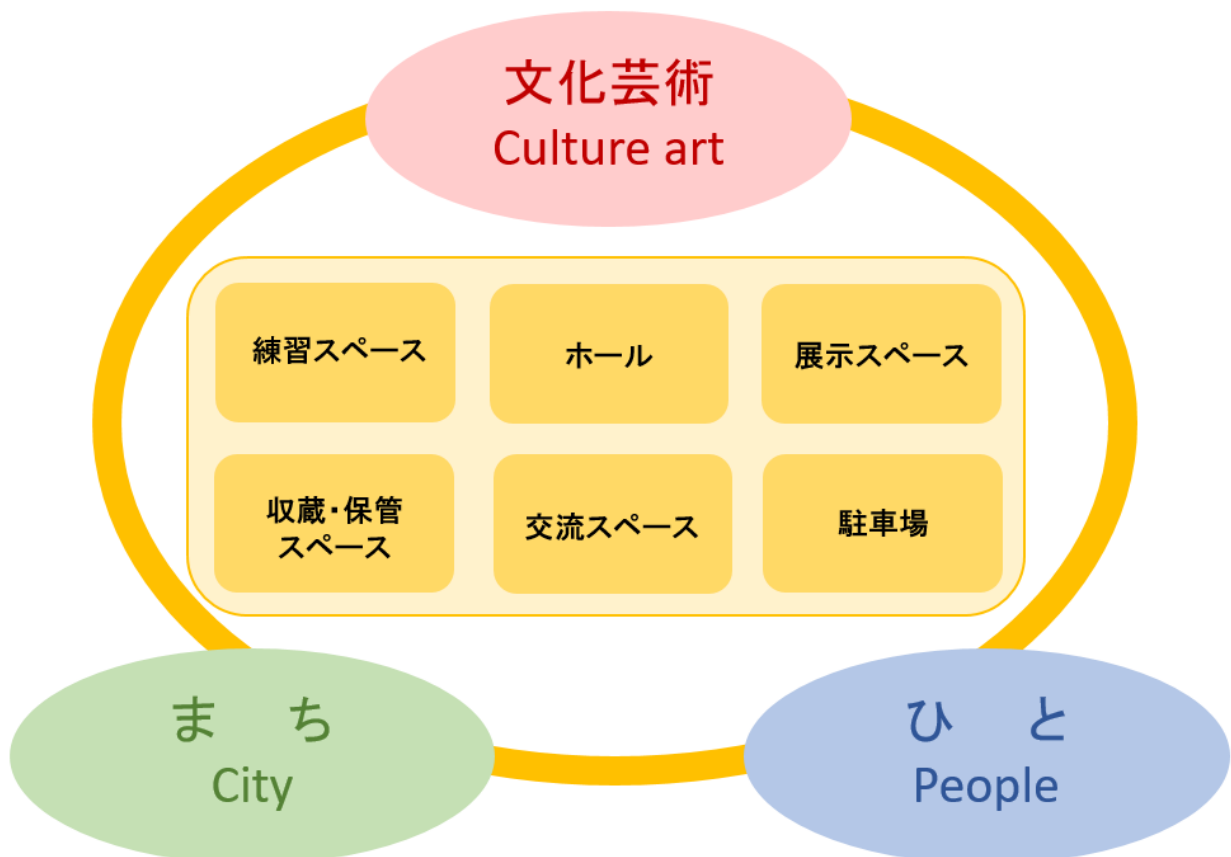 文化芸術
Culture art
練習スペース
ホール
展示スペース
収蔵・保管
スペース
交流スペース
駐車場
まち
City
ひと
People